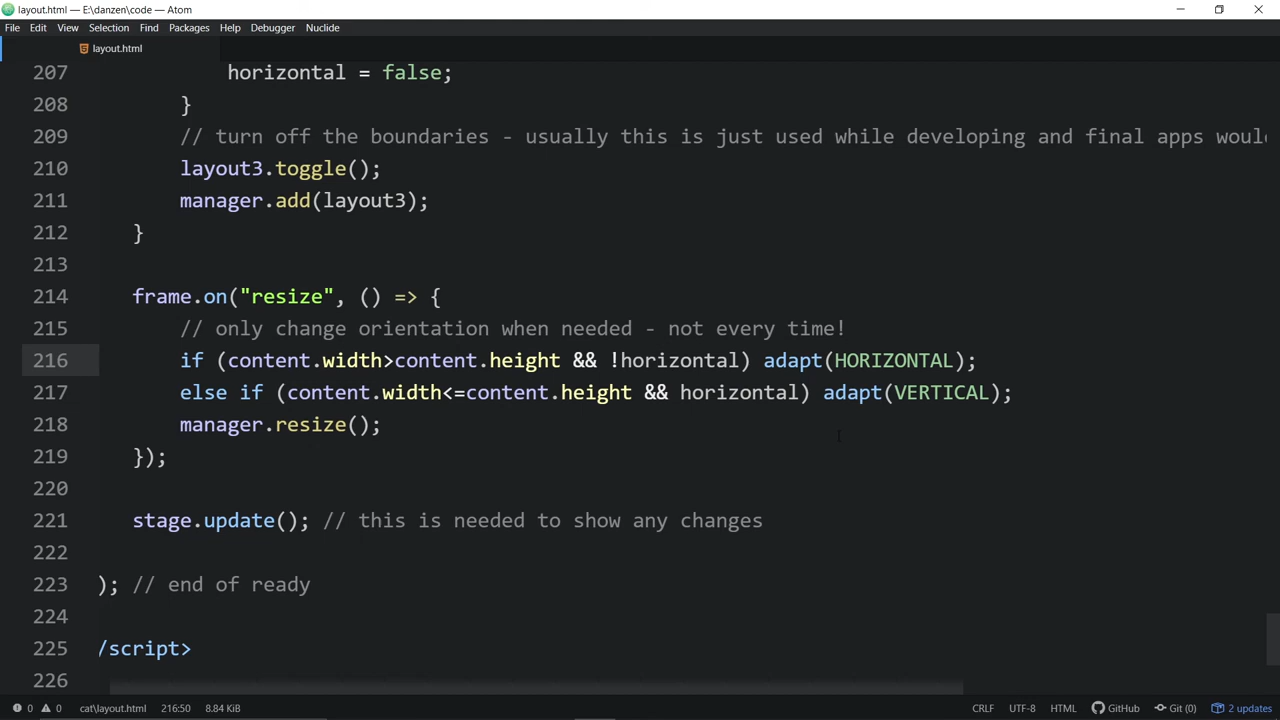 layout.html — E:\danzen\code — Atom
File Edit View Selection Find Packages Help Debugger Nuclide
layout.html
207 horizontal = false;
208 }
209 // turn off the boundaries - usually this is just used while developing and final apps would
210 layout3.toggle();
211 manager.add(layout3);
212 }
213
214 frame.on("resize", () => {
215 // only change orientation when needed - not every time!
216 if (content.width>content.height && !horizontal) adapt(HORIZONTAL);
217 else if (content.width<=content.height && horizontal) adapt(VERTICAL);
218 manager.resize();
219 });
220
221 stage.update(); // this is needed to show any changes
222
223 ); // end of ready
224
225 /script>
226
0 0 cat\layout.html 216:50 8.84 KiB CRLF UTF-8 HTML GitHub Git (0) 2 updates